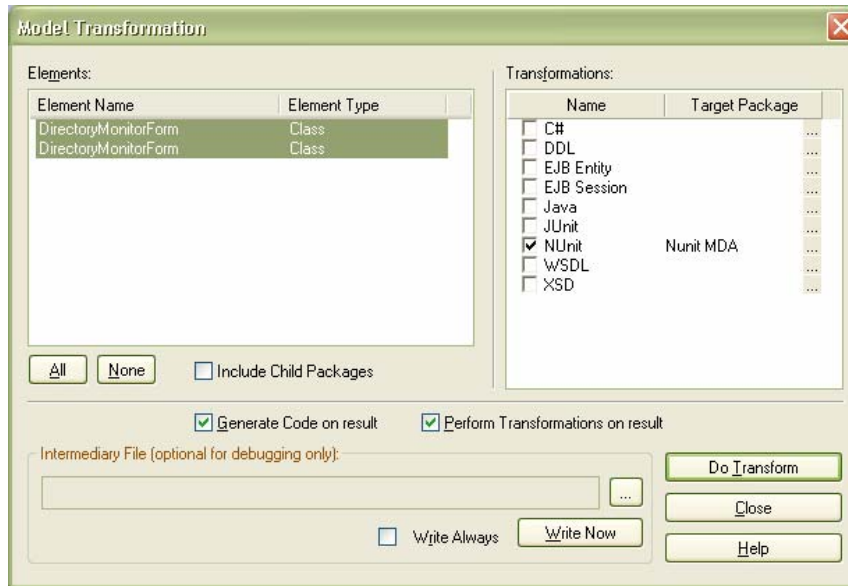 Model Transformation
Elements:
Element Name Element Type
DirectoryMonitorForm Class
DirectoryMonitorForm Class
All None Include Child Packages
Transformations:
Name Target Package
C# ...
DDL ...
EJB Entity ...
EJB Session ...
Java ...
JUnit ...
NUnit Nunit MDA ...
WSDL ...
XSD ...
Generate Code on result Perform Transformations on result
Intermediary File (optional for debugging only):
...
Write Always Write Now
Do Transform
Close
Help